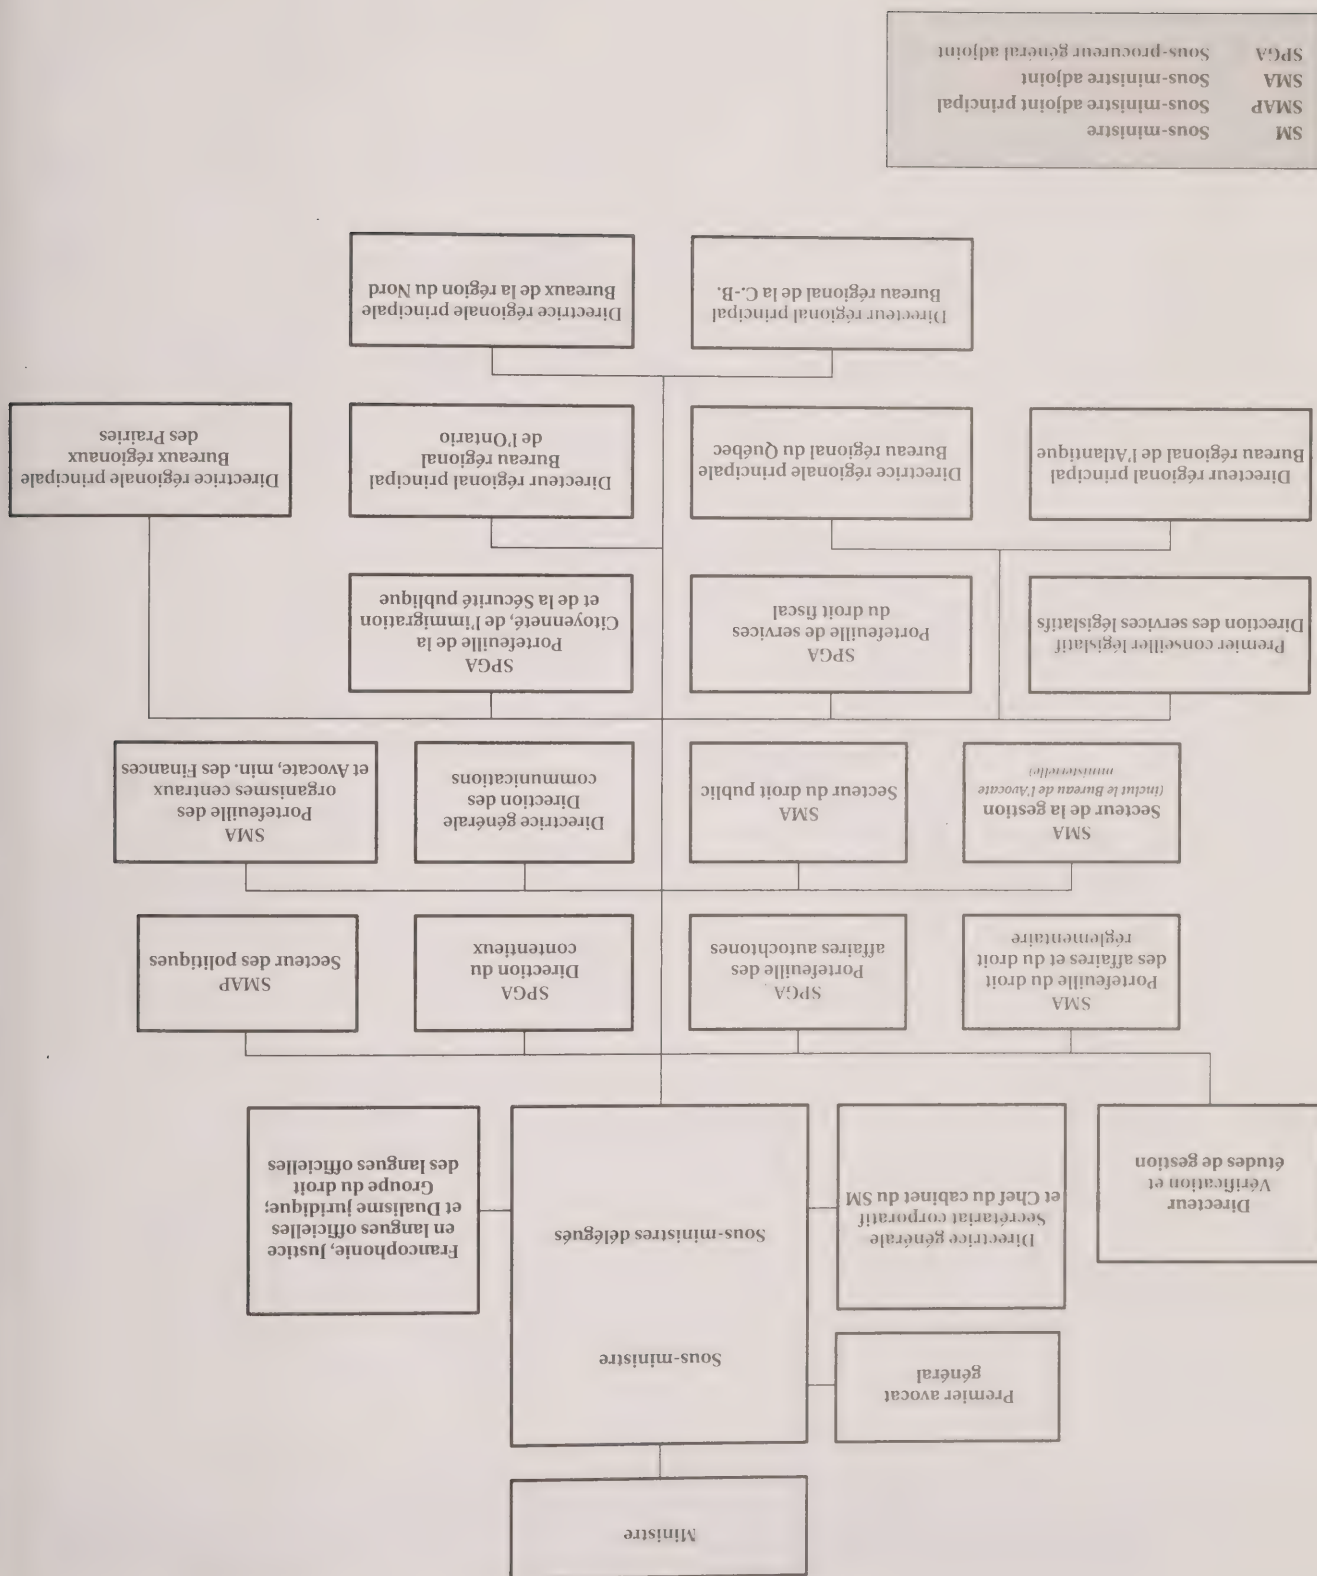 Ministre
Premier avocat
général
Sous-ministre
Directeur
Vérification et
études de gestion
Directrice générale
Secrétariat corporatif
et Chef du cabinet du SM
Sous-ministres délégués
Francophonie, Justice
en langues officielles
et Dualisme juridique;
Groupe du droit
des langues officielles
SMA
Portefeuille du droit
des affaires et du droit
réglementaire
SPGA
Portefeuille des
affaires autochtones
SPGA
Direction du
contentieux
SMAP
Secteur des politiques
SMA
Secteur de la gestion
(inclut le Bureau de l'Avocate
ministérielle)
SMA
Secteur du droit public
Directrice générale
Direction des
communications
SMA
Portefeuille des
organismes centraux
et Avocate, min. des Finances
Premier conseiller législatif
Direction des services législatifs
SPGA
Portefeuille de services
du droit fiscal
SPGA
Portefeuille de la
Citoyenneté, de l'immigration
et de la Sécurité publique
Directeur régional principal
Bureau régional de l'Atlantique
Directrice régionale principale
Bureau régional du Québec
Directeur régional principal
Bureau régional
de l'Ontario
Directrice régionale principale
Bureaux régionaux
des Prairies
Directeur régional principal
Bureau régional de la C.-B.
Directrice régionale principale
Bureaux de la région du Nord
SM Sous-ministre
SMAP Sous-ministre adjoint principal
SMA Sous-ministre adjoint
SPGA Sous-procureur général adjoint